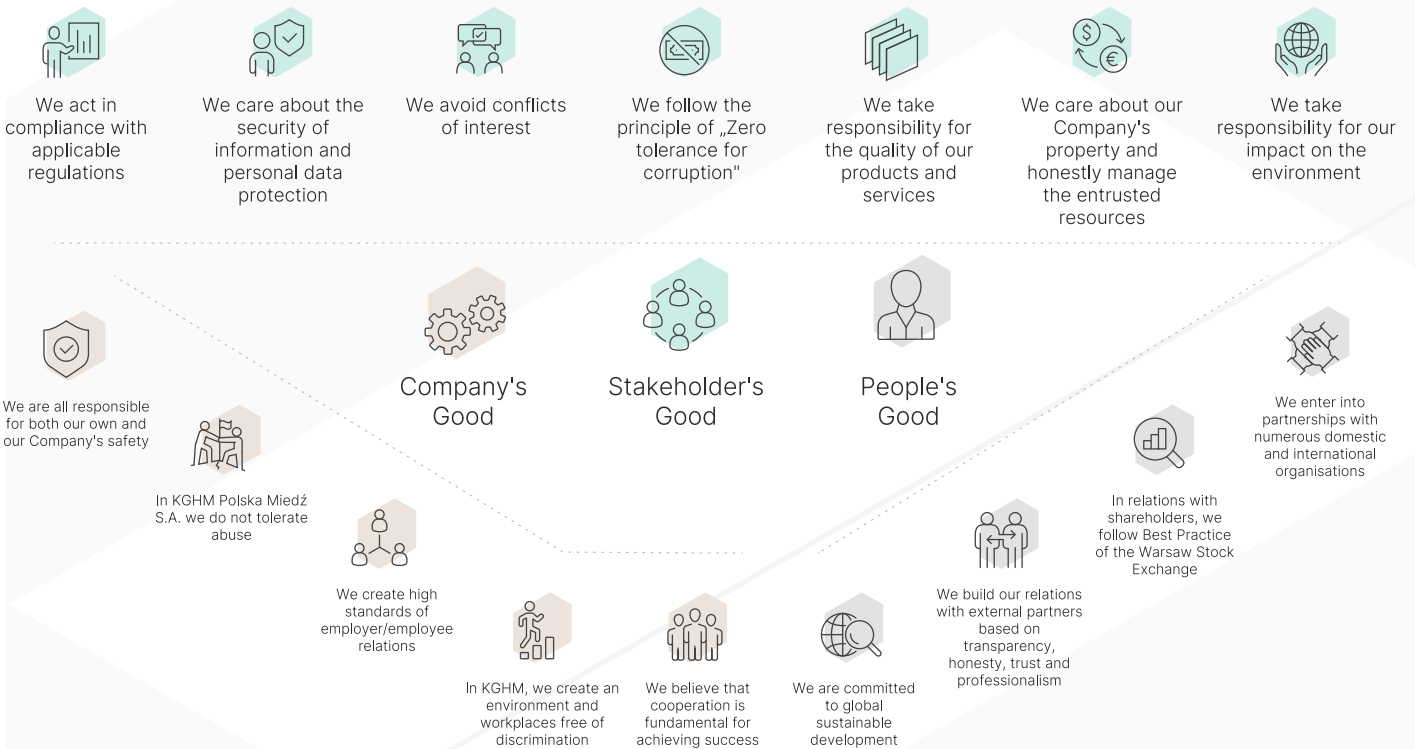 We act in
compliance with
applicable
regulations
We care about the
security of
information and
personal data
protection
We avoid conflicts
of interest
We follow the
principle of „Zero
tolerance for
corruption"
We take
responsibility for
the quality of our
products and
services
We care about our
Company's
property and
honestly manage
the entrusted
resources
We take
responsibility for our
impact on the
environment
Company's
Good
Stakeholder's
Good
People's
Good
We are all responsible
for both our own and
our Company's safety
In KGHM Polska Miedź
S.A. we do not tolerate
abuse
We create high
standards of
employer/employee
relations
In KGHM, we create an
environment and
workplaces free of
discrimination
We believe that
cooperation is
fundamental for
achieving success
We are committed
to global
sustainable
development
We build our relations
with external partners
based on
transparency,
honesty, trust and
professionalism
In relations with
shareholders, we
follow Best Practice
of the Warsaw Stock
Exchange
We enter into
partnerships with
numerous domestic
and international
organisations